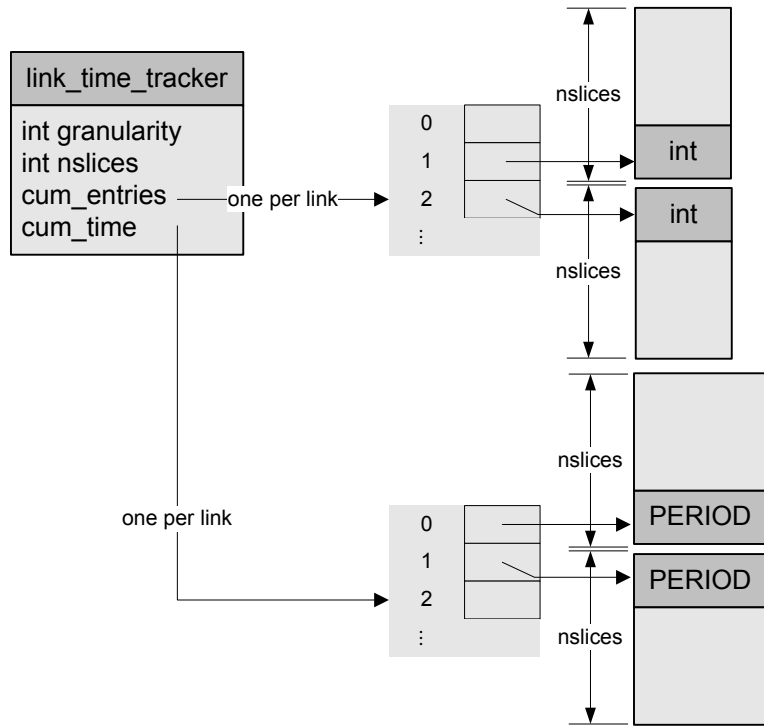 link_time_tracker
int granularity
int nslices
cum_entries
cum_time
one per link
0
1
2
⋮
nslices
int
nslices
int
one per link
0
1
2
⋮
nslices
PERIOD
nslices
PERIOD